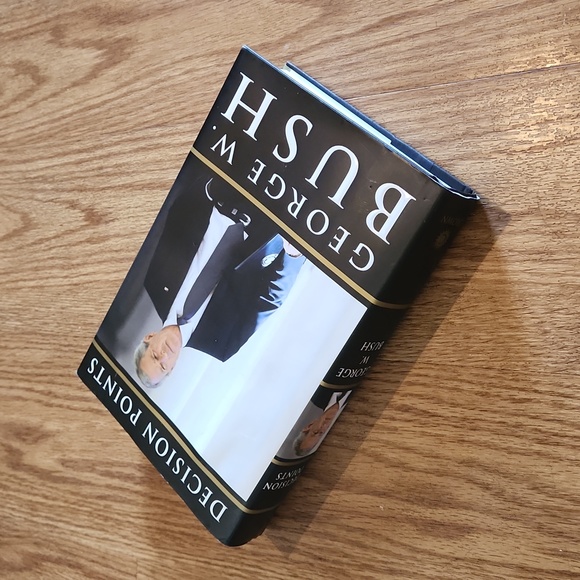 DECISION POINTS
GEORGE W.
BUSH
DECISION
POINTS
GEORGE
W.
BUSH